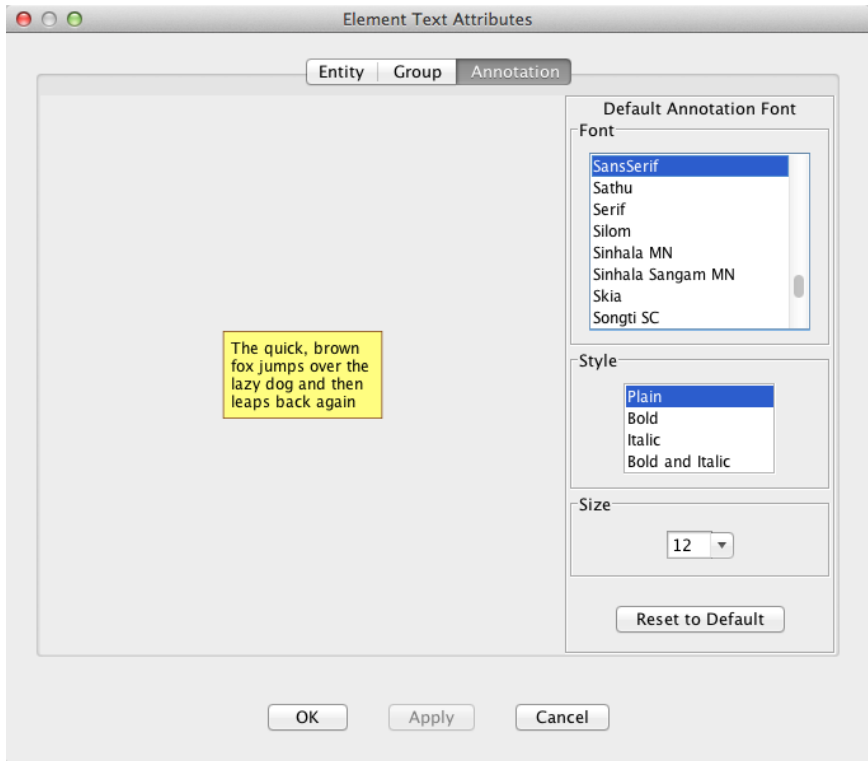 Element Text Attributes
Entity Group Annotation
The quick, brown
fox jumps over the
lazy dog and then
leaps back again
Default Annotation Font
Font
SansSerif
Sathu
Serif
Silom
Sinhala MN
Sinhala Sangam MN
Skia
Songti SC
Style
Plain
Bold
Italic
Bold and Italic
Size
12
Reset to Default
OK Apply Cancel